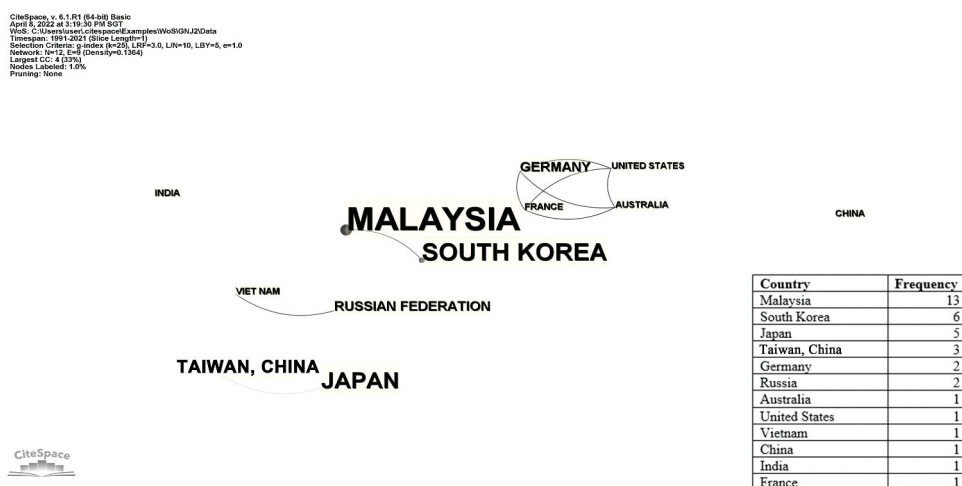 CiteSpace, v. 6.1.R1 (64-bit) Basic
April 8, 2022 at 3:19:30 PM SGT
WoS: C:\Users\user\.citespace\Examples\WoS\GNJ2\Data
Timespan: 1991-2021 (Slice Length=1)
Selection Criteria: g-index (k=25), LRF=3.0, L/N=10, LBY=5, e=1.0
Network: N=12, E=9 (Density=0.1364)
Largest CC: 4 (33%)
Nodes Labeled: 1.0%
Pruning: None
GERMANY
UNITED STATES
INDIA
FRANCE
AUSTRALIA
CHINA
MALAYSIA
SOUTH KOREA
VIET NAM
RUSSIAN FEDERATION
TAIWAN, CHINA
JAPAN
Country Frequency
Malaysia 13
South Korea 6
Japan 5
Taiwan, China 3
Germany 2
Russia 2
Australia 1
United States 1
Vietnam 1
China 1
India 1
France 1
CiteSpace